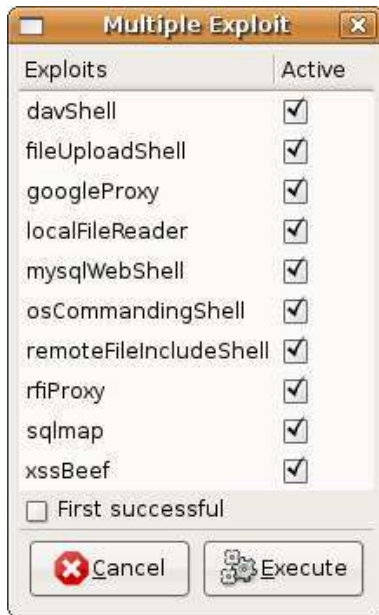 Multiple Exploit
Exploits Active
davShell
fileUploadShell
googleProxy
localFileReader
mysqlWebShell
osCommandingShell
remoteFileIncludeShell
rfiProxy
sqlmap
xssBeef
First successful
Cancel Execute